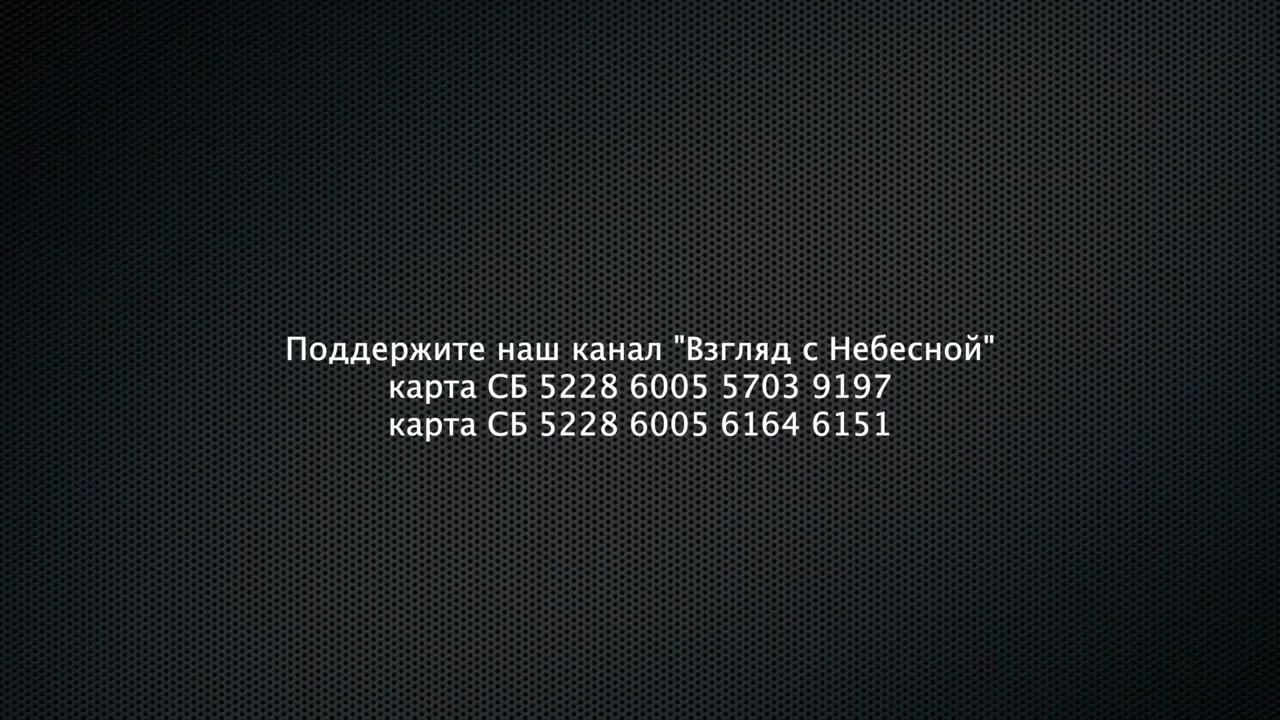 Поддержите наш канал "Взгляд с Небесной"
карта СБ 5228 6005 5703 9197
карта СБ 5228 6005 6164 6151